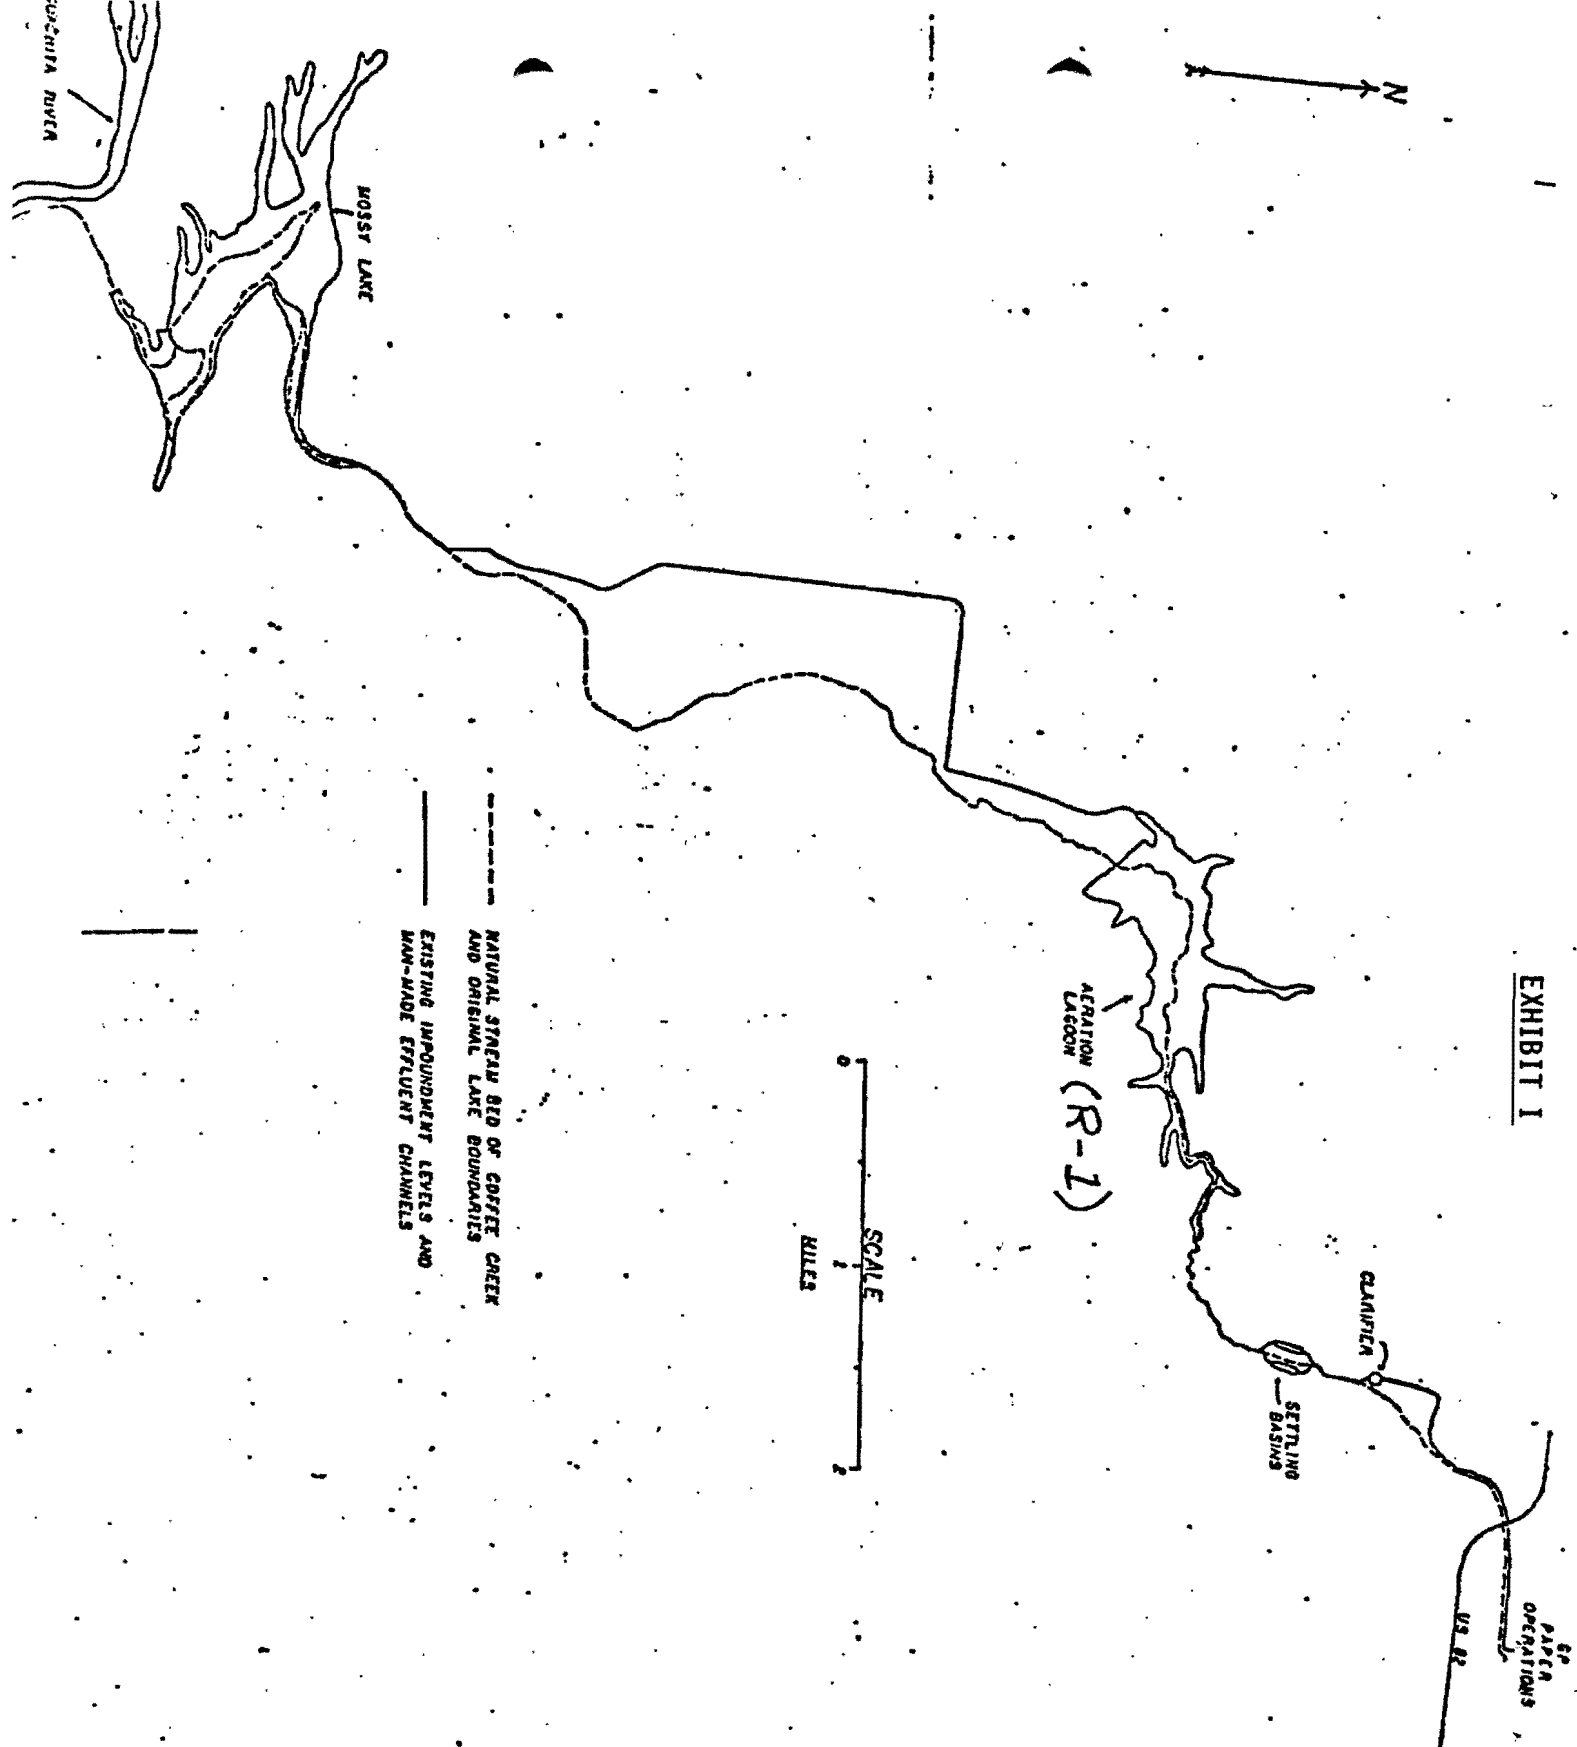 EXHIBIT I
N
GP
PAPER
OPERATIONS
US 82
CLARIFIER
SETTLING
BASINS
AERATION
LAGOON
(R-1)
SCALE
0
1
2
MILES
NATURAL STREAM BED OF COFFEE CREEK
AND ORIGINAL LAKE BOUNDARIES
EXISTING IMPOUNDMENT LEVELS AND
MAN-MADE EFFLUENT CHANNELS
MOSSY LAKE
RIVER